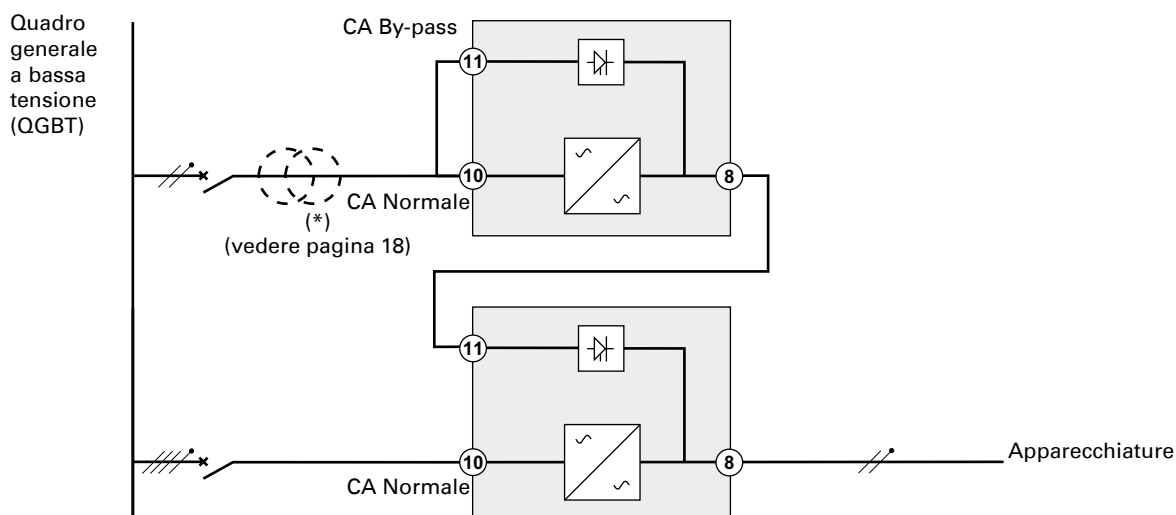 Quadro
generale
a bassa
tensione
(QGBT)
CA By-pass
11
10
8
CA Normale
(*)
(vedere pagina 18)
11
10
8
CA Normale
Apparecchiature